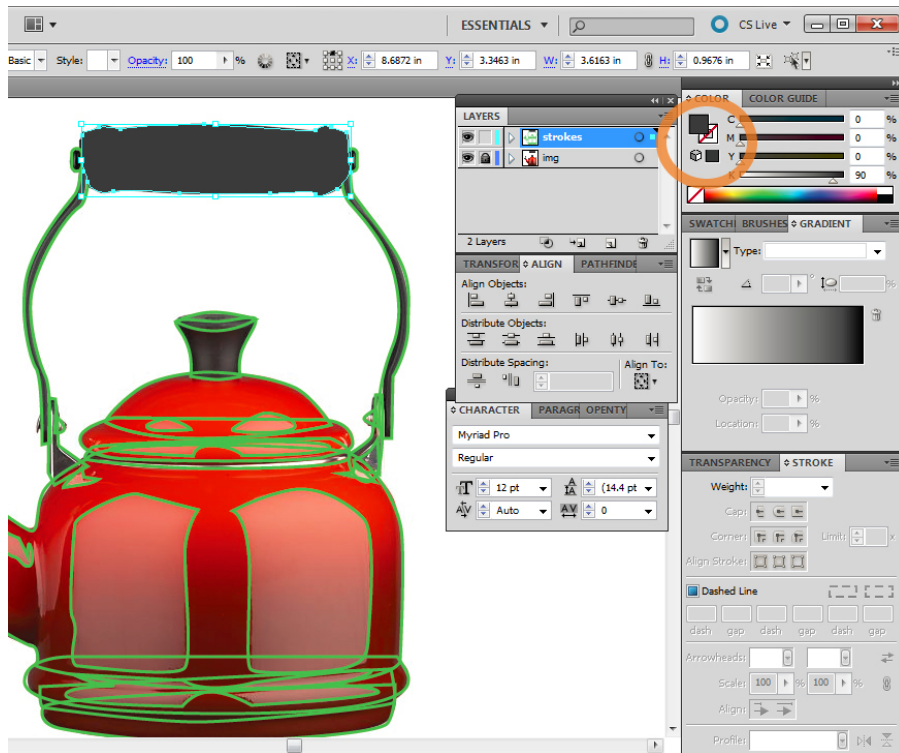 ESSENTIALS
CS Live
Basic Style: Opacity: 100 % X: 8.6872 in Y: 3.3463 in W: 3.6163 in H: 0.9676 in
LAYERS
strokes
img
2 Layers
TRANSFOR ALIGN PATHFINDE
Align Objects:
Distribute Objects:
Distribute Spacing: Align To:
CHARACTER PARAGR OPENTY
Myriad Pro
Regular
12 pt (14.4 pt
Auto 0
COLOR COLOR GUIDE
C 0 %
M 0 %
Y 0 %
K 90 %
SWATCH BRUSHES GRADIENT
Type:
°
%
Opacity: %
Location: %
TRANSPARENCY STROKE
Weight:
Cap:
Corner: Limit: x
Align Stroke:
Dashed Line
dash gap dash gap dash gap
Arrowheads:
Scale: 100 % 100 %
Align:
Profile: